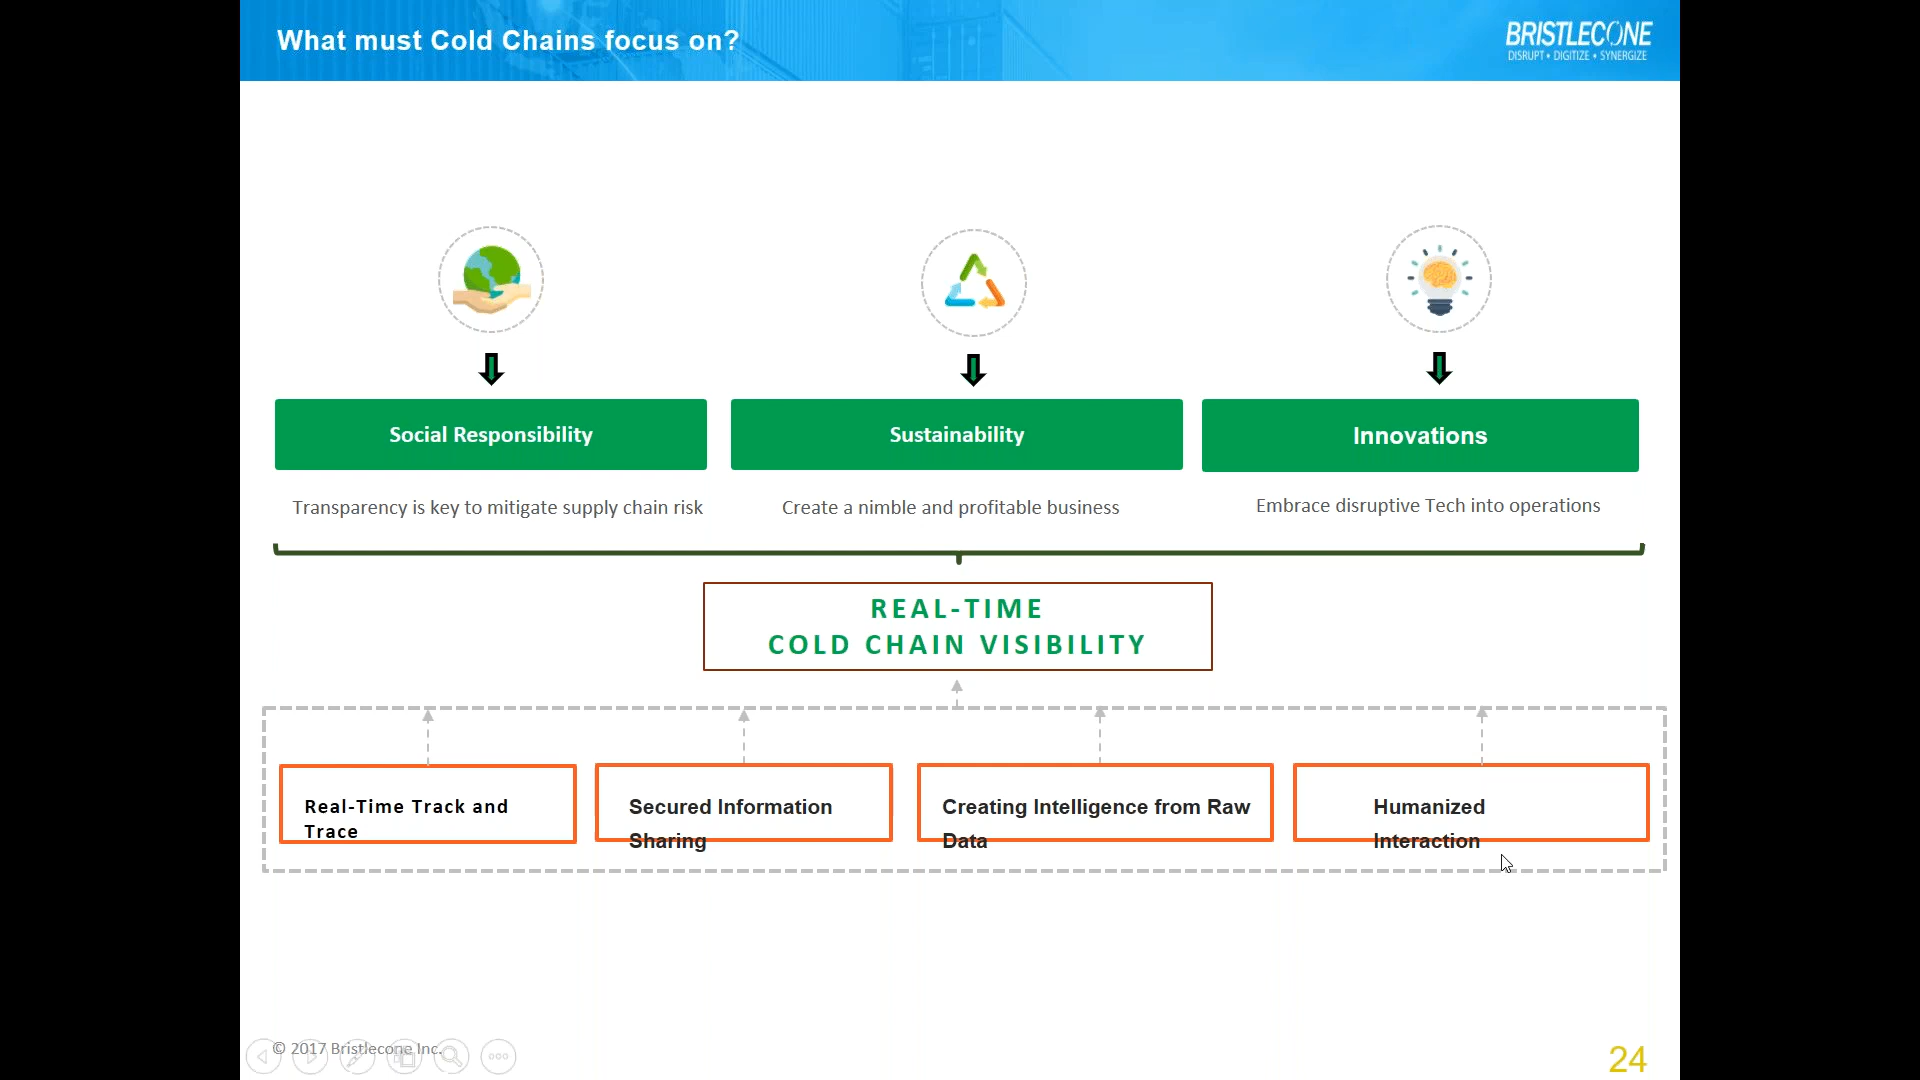 What must Cold Chains focus on?
BRISTLECONE
DISRUPT • DIGITIZE • SYNERGIZE
Social Responsibility
Sustainability
Innovations
Transparency is key to mitigate supply chain risk
Create a nimble and profitable business
Embrace disruptive Tech into operations
REAL-TIME
COLD CHAIN VISIBILITY
Real-Time Track and
Trace
Secured Information
Sharing
Creating Intelligence from Raw
Data
Humanized
Interaction
© 2017 Bristlecone Inc.
24